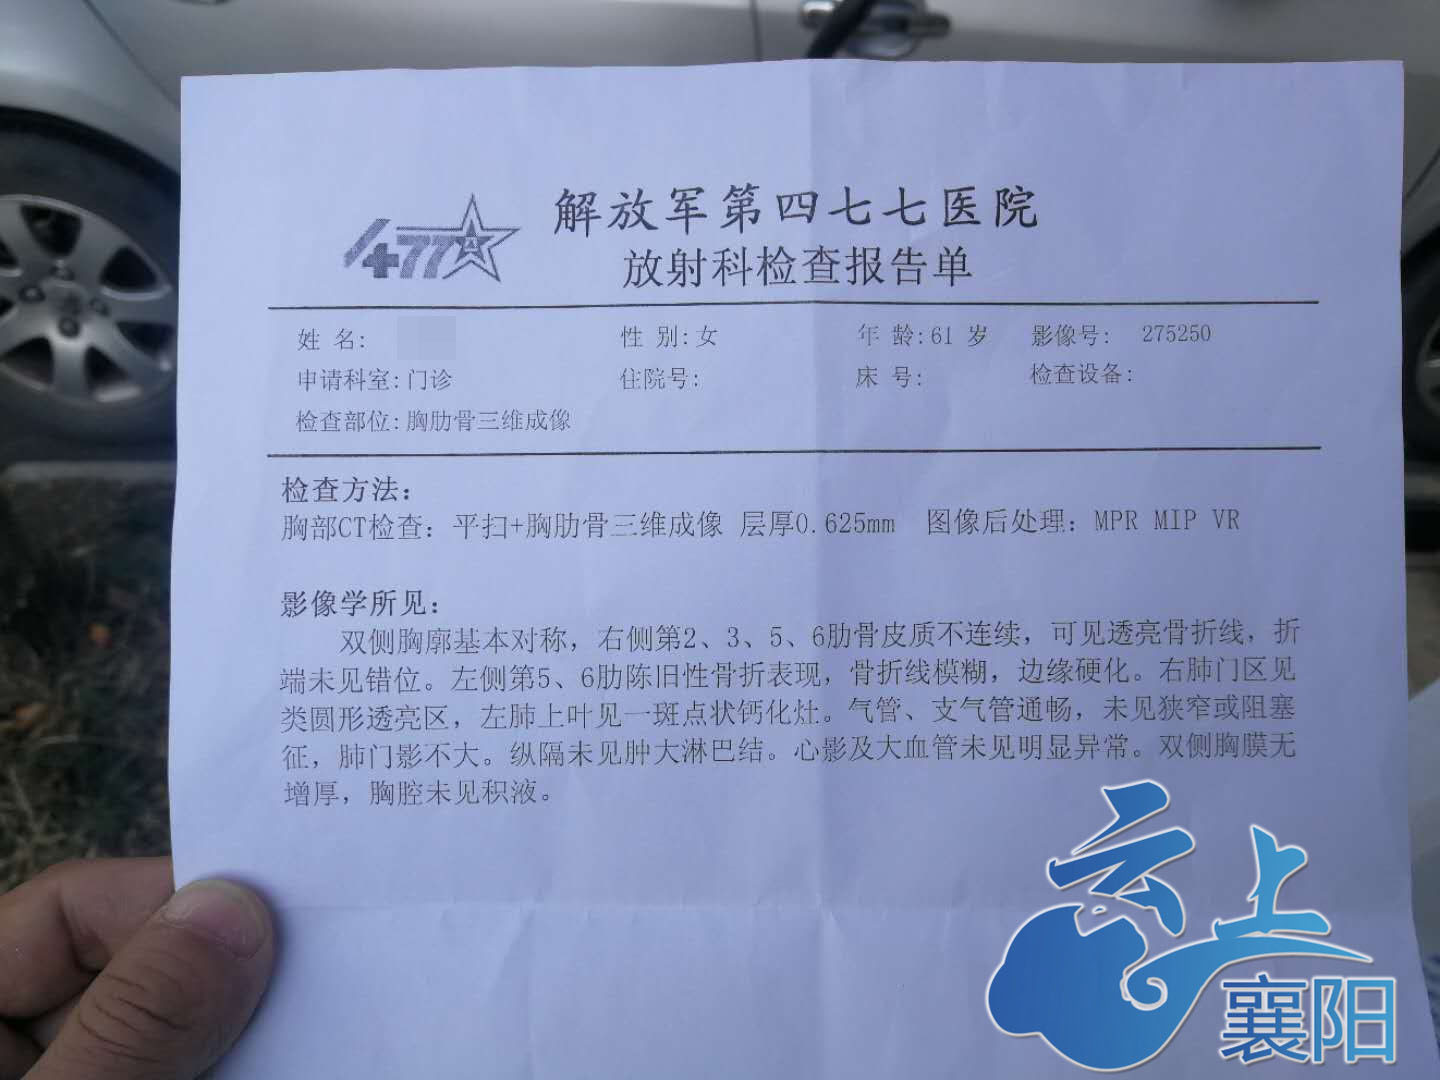 477
解放军第四七七医院
放射科检查报告单
姓 名: 性 别:女 年 龄:61 岁 影像号: 275250
申请科室:门诊 住院号: 床 号: 检查设备:
检查部位:胸肋骨三维成像
检查方法：
胸部CT检查：平扫+胸肋骨三维成像 层厚0.625mm 图像后处理：MPR MIP VR
影像学所见：
双侧胸廓基本对称，右侧第2、3、5、6肋骨皮质不连续，可见透亮骨折线，折
端未见错位。左侧第5、6肋陈旧性骨折表现，骨折线模糊，边缘硬化。右肺门区见
类圆形透亮区，左肺上叶见一斑点状钙化灶。气管、支气管通畅，未见狭窄或阻塞
征，肺门影不大。纵隔未见肿大淋巴结。心影及大血管未见明显异常。双侧胸膜无
增厚，胸腔未见积液。
云上
襄阳